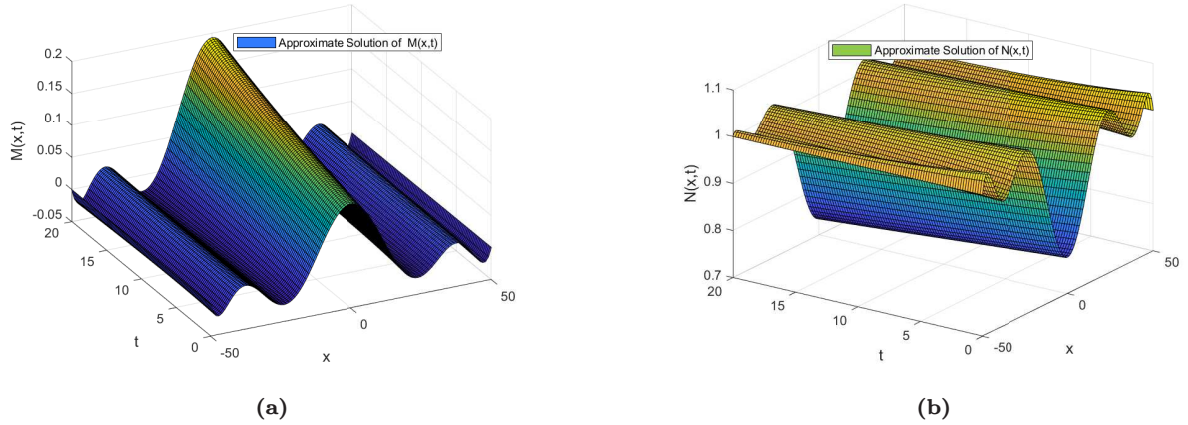 Approximate Solution of M(x,t)
0.2
0.15
0.1
0.05
0
-0.05
M(x,t)
20
15
10
5
0
t
-50
0
50
x
(a)
Approximate Solution of N(x,t)
1.1
1
0.9
0.8
0.7
N(x,t)
20
15
10
5
0
t
-50
0
50
x
(b)